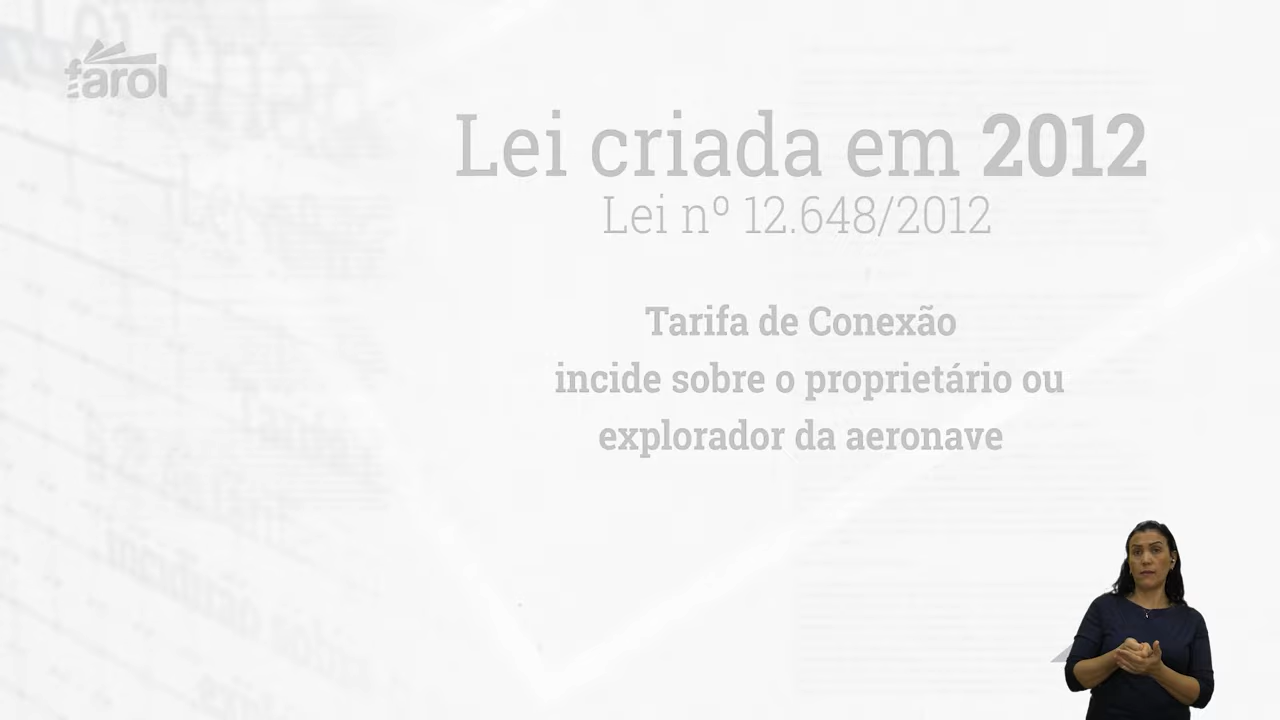 farol
Lei criada em 2012
Lei nº 12.648/2012
Tarifa de Conexão
incide sobre o proprietário ou
explorador da aeronave